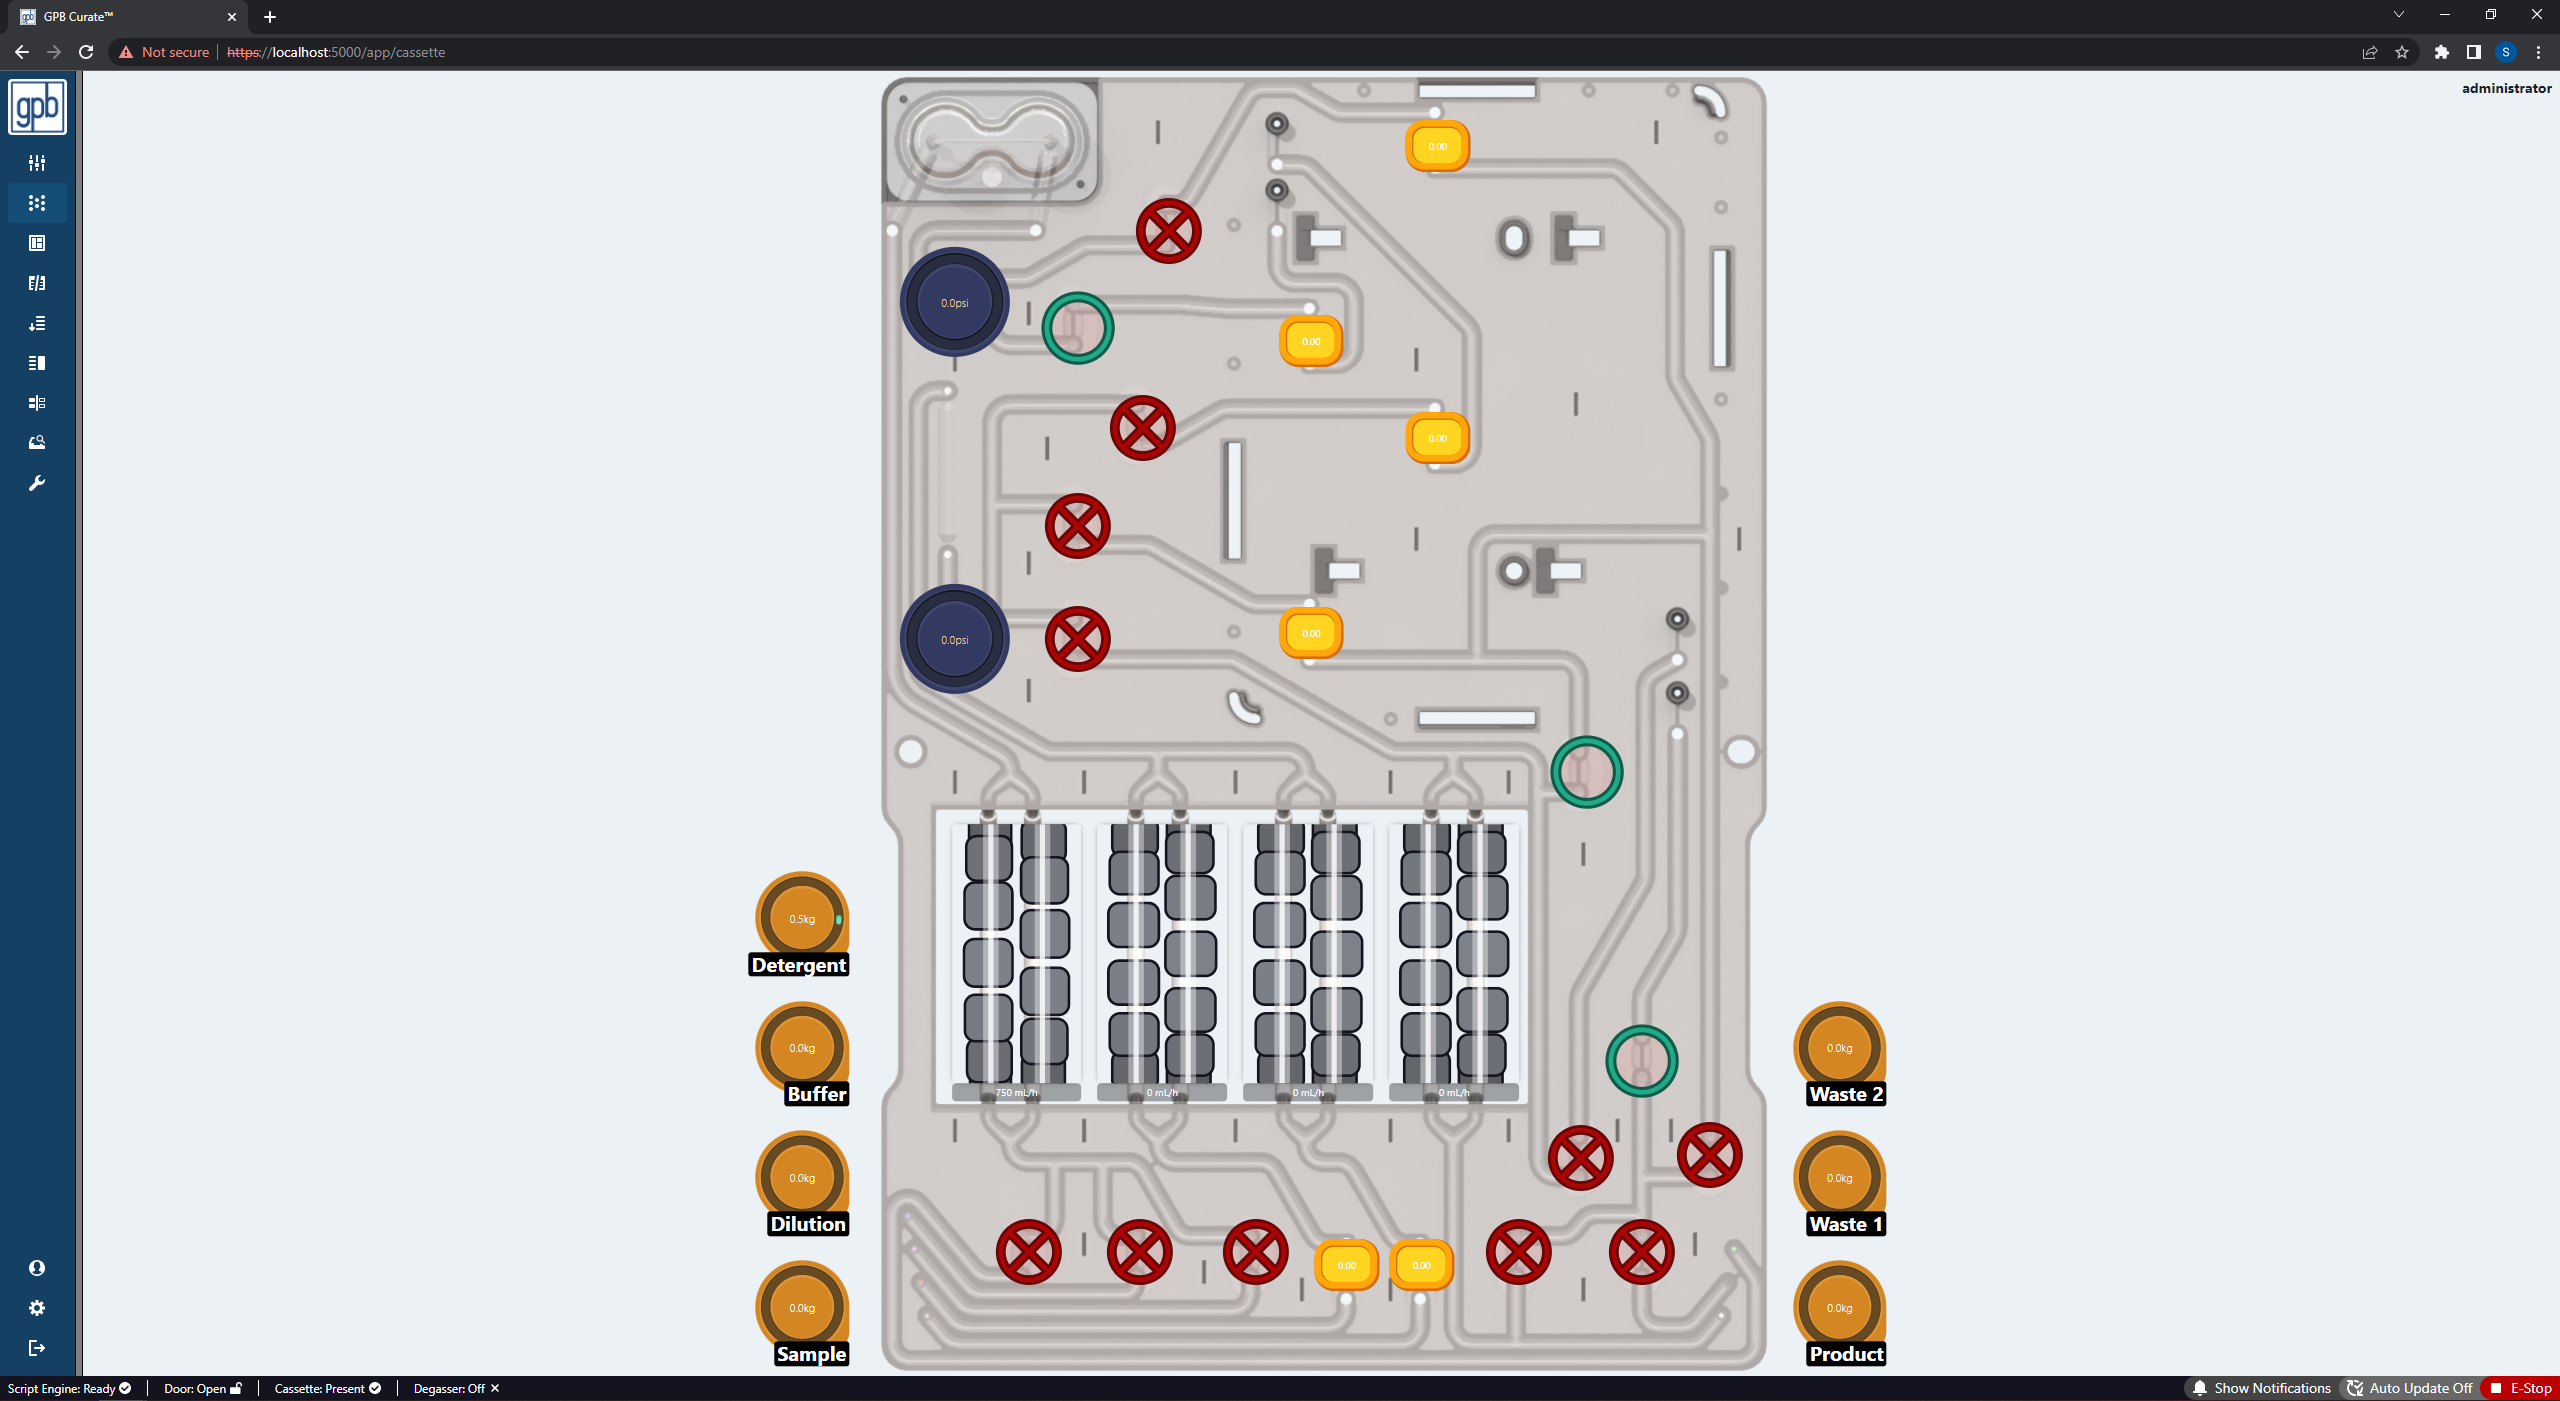 GPB Curate™
Not secure
https://localhost:5000/app/cassette
S
gpb
administrator
0.00
0.0psi
0.00
0.00
0.00
0.0psi
0.5kg
Detergent
0.0kg
Buffer
0.0kg
Dilution
0.0kg
Sample
750 mL/h
0 mL/h
0 mL/h
0 mL/h
0.00
0.00
0.0kg
Waste 2
0.0kg
Waste 1
0.0kg
Product
Script Engine: Ready
Door: Open
Cassette: Present
Degasser: Off
Show Notifications
Auto Update Off
E-Stop